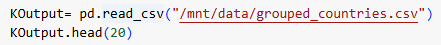 KOutput= pd.read_csv("/mnt/data/grouped_countries.csv")
KOutput.head(20)